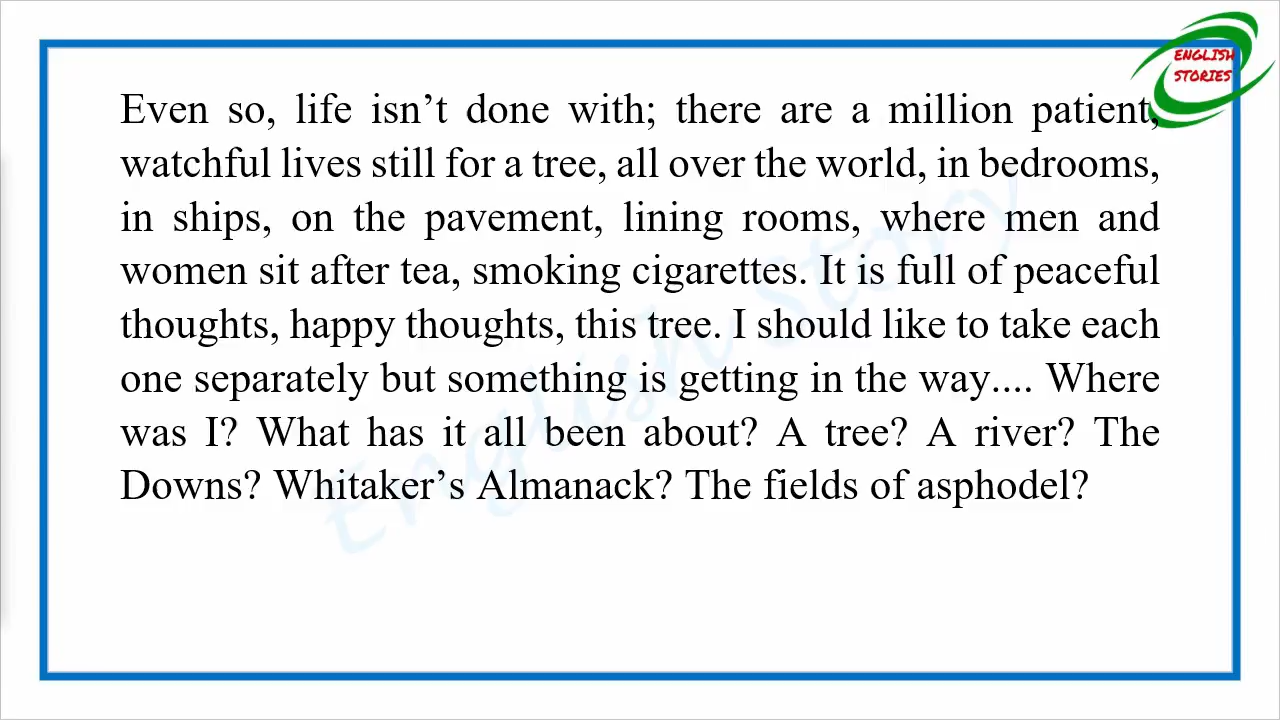 ENGLISH
STORIES
Even so, life isn’t done with; there are a million patient,
watchful lives still for a tree, all over the world, in bedrooms,
in ships, on the pavement, lining rooms, where men and
women sit after tea, smoking cigarettes. It is full of peaceful
thoughts, happy thoughts, this tree. I should like to take each
one separately but something is getting in the way.... Where
was I? What has it all been about? A tree? A river? The
Downs? Whitaker’s Almanack? The fields of asphodel?
English Story